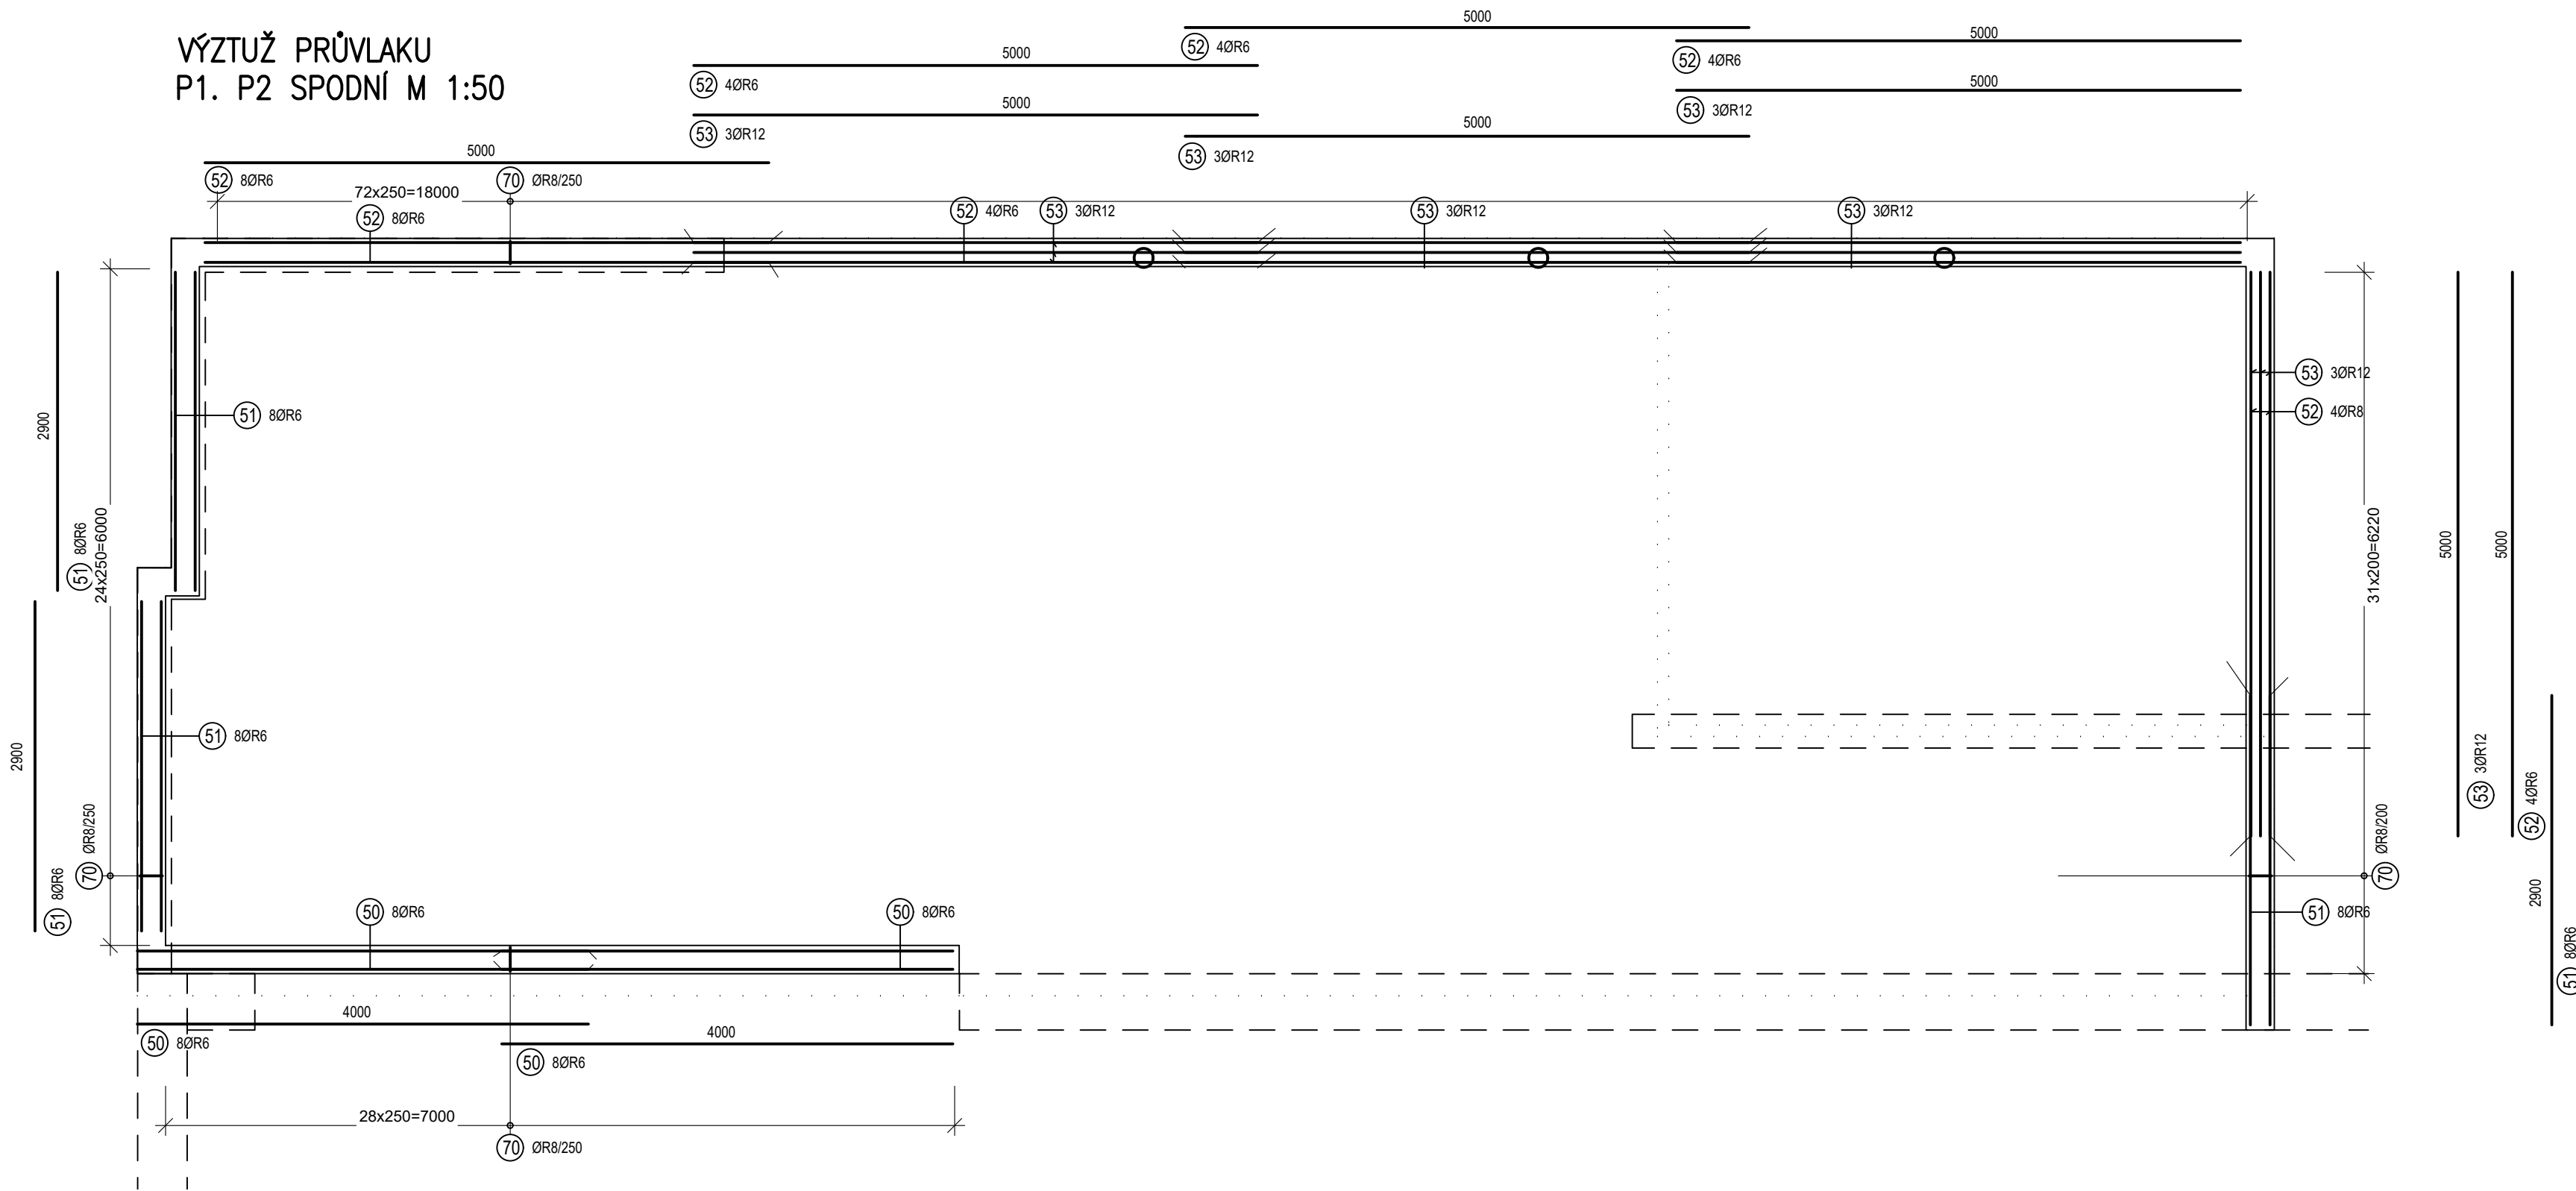 VÝZTUŽ PRŮVLAKU
P1. P2 SPODNÍ M 1:50
5000
52 4ØR6
5000
52 4ØR6
5000
52 4ØR6
5000
53 3ØR12
5000
53 3ØR12
5000
53 3ØR12
5000
52 8ØR6
70 ØR8/250
72x250=18000
52 8ØR6
52 4ØR6
53 3ØR12
53 3ØR12
53 3ØR12
2900
51 8ØR6
24x250=6000
51 8ØR6
53 3ØR12
52 4ØR8
31x200=6220
5000
53 3ØR12
5000
52 4ØR6
2900
51 8ØR6
51 8ØR6
2900
51 8ØR6
70 ØR8/250
70 ØR8/200
51 8ØR6
50 8ØR6
50 8ØR6
4000
50 8ØR6
4000
50 8ØR6
28x250=7000
70 ØR8/250